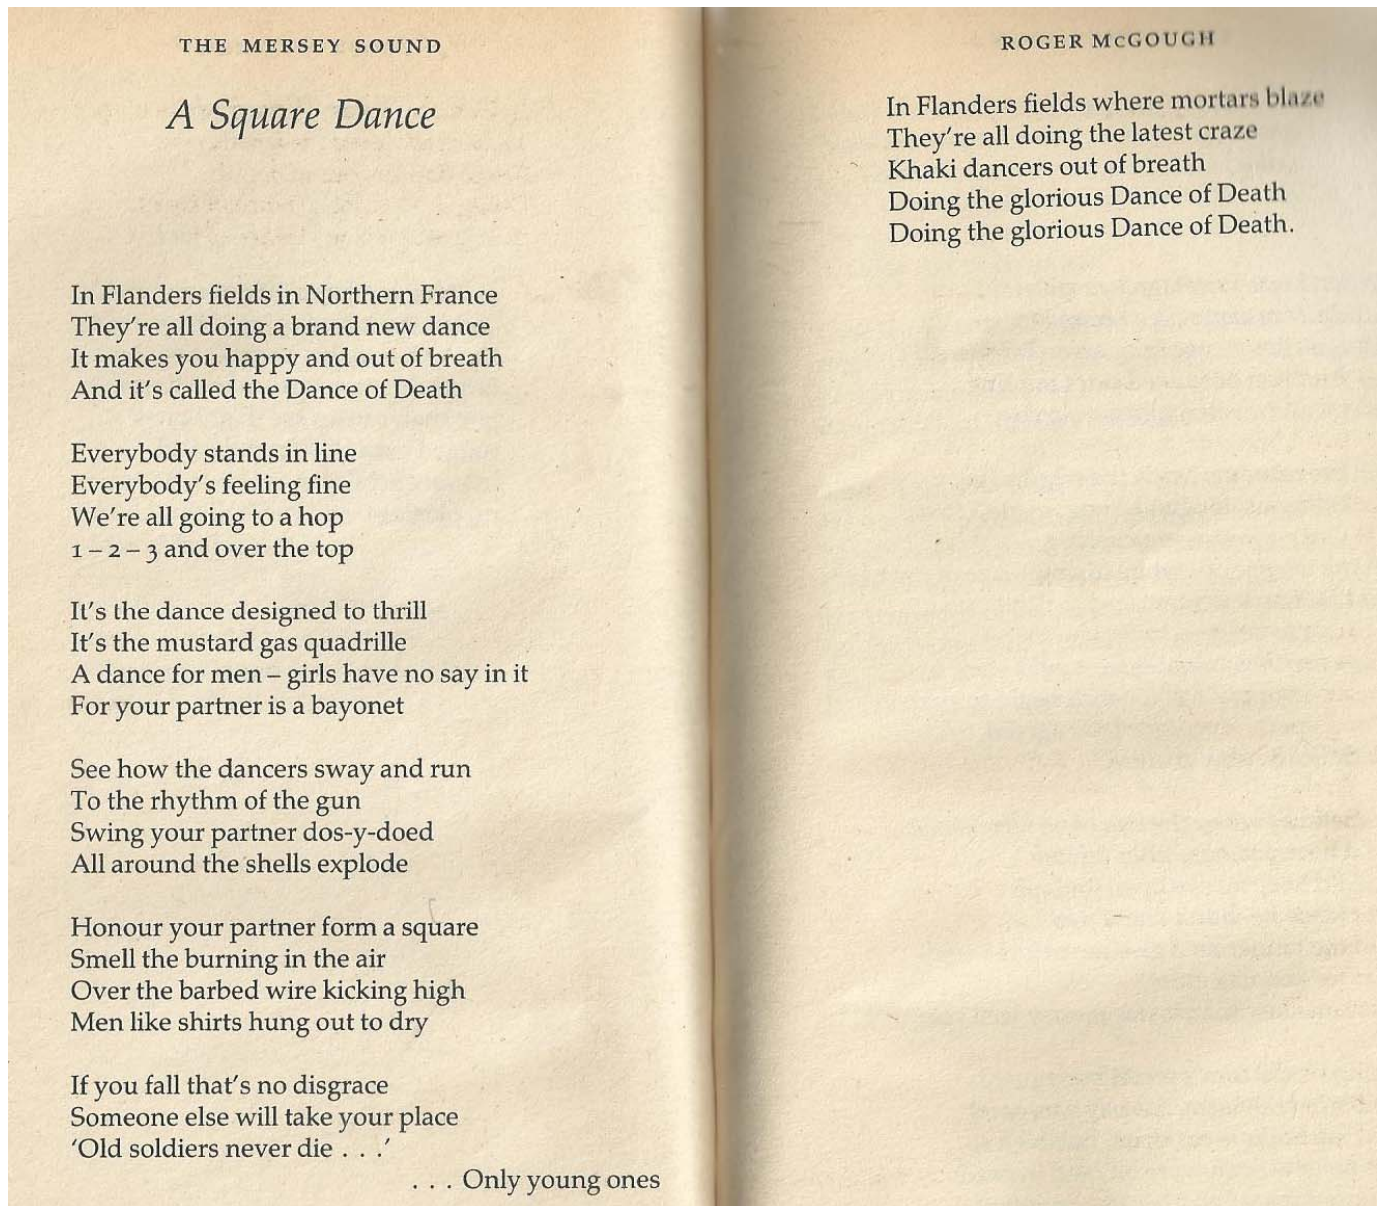 THE MERSEY SOUND
A Square Dance
In Flanders fields in Northern France
They're all doing a brand new dance
It makes you happy and out of breath
And it's called the Dance of Death
Everybody stands in line
Everybody's feeling fine
We're all going to a hop
1 – 2 – 3 and over the top
It's the dance designed to thrill
It's the mustard gas quadrille
A dance for men – girls have no say in it
For your partner is a bayonet
See how the dancers sway and run
To the rhythm of the gun
Swing your partner dos-y-doed
All around the shells explode
Honour your partner form a square
Smell the burning in the air
Over the barbed wire kicking high
Men like shirts hung out to dry
If you fall that's no disgrace
Someone else will take your place
'Old soldiers never die . . .'
. . . Only young ones
ROGER McGOUGH
In Flanders fields where mortars blaze
They're all doing the latest craze
Khaki dancers out of breath
Doing the glorious Dance of Death
Doing the glorious Dance of Death.